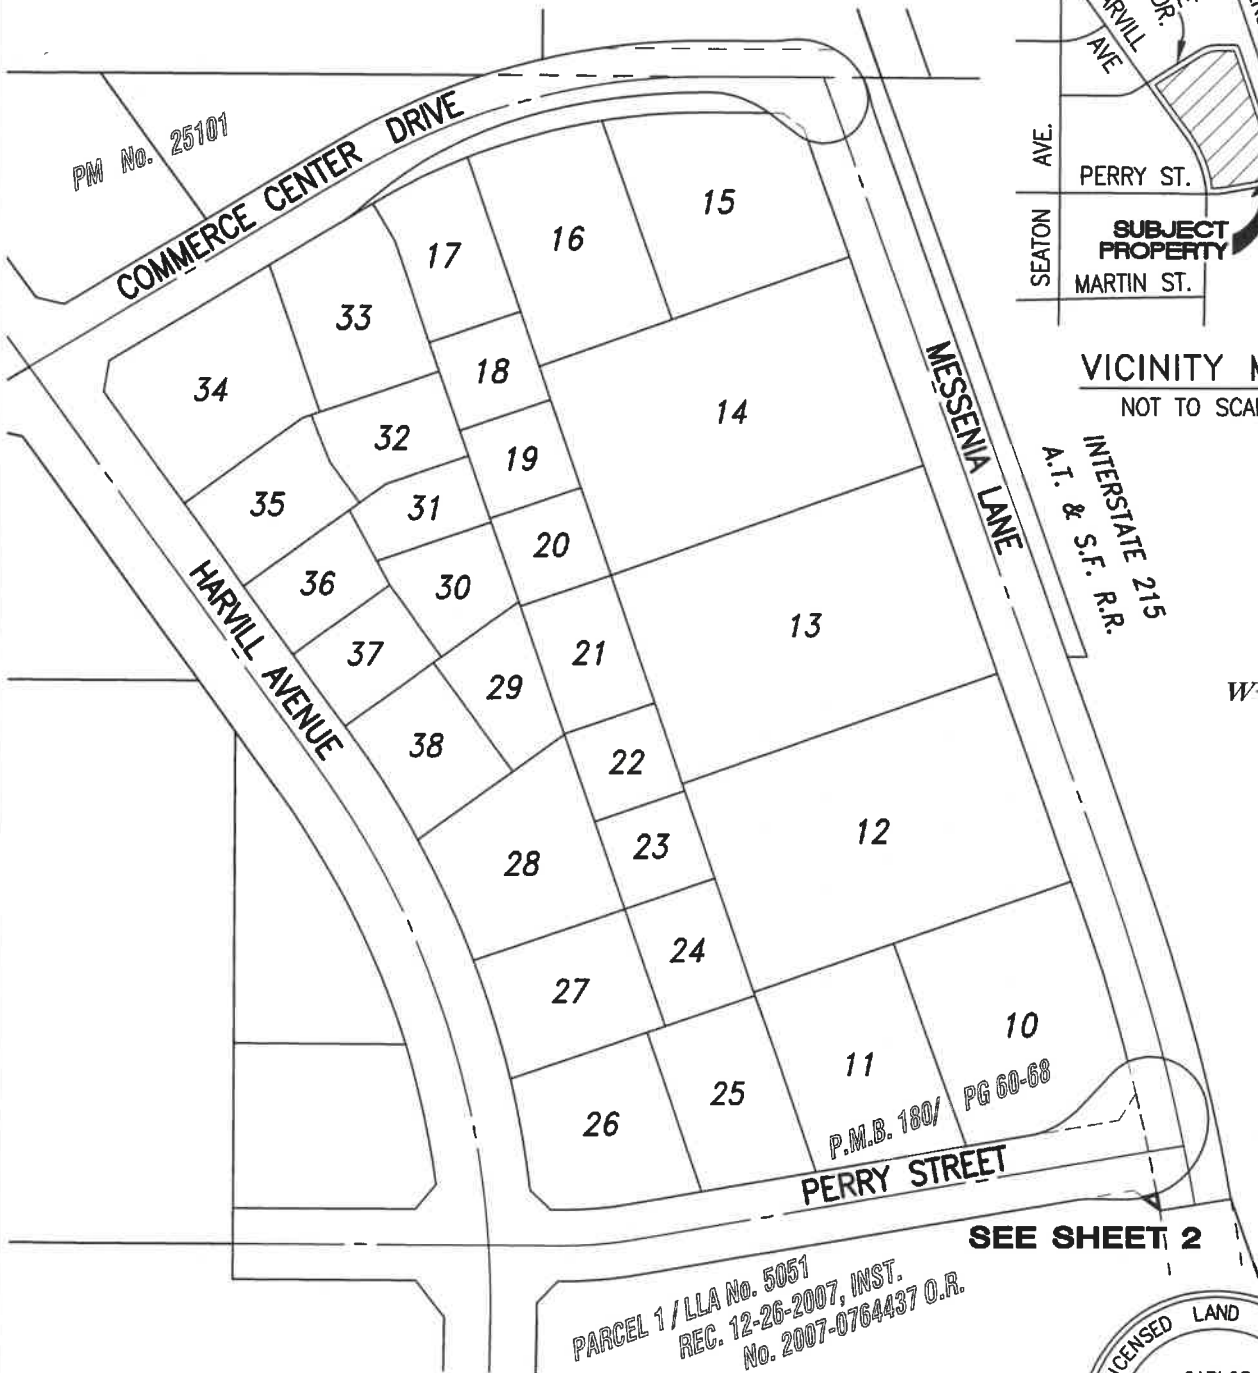 PM No. 25101
COMMERCE CENTER DRIVE
HARVILL
AVE
DR.
SEATON AVE.
PERRY ST.
SUBJECT
PROPERTY
MARTIN ST.
VICINITY
NOT TO
INTERSTATE 215
A.T. & S.F. R.R.
MESSENIA LANE
HARVILL AVENUE
15
16
17
33
34
18
14
32
19
35
31
20
36
30
13
37
21
29
38
22
12
23
28
24
27
10
11
25
26
P.M.B. 180/ PG 60-68
PERRY STREET
SEE SHEET 2
PARCEL 1 / LLA No. 5051
REC. 12-26-2007, INST.
No. 2007-0764437 O.R.
LAND